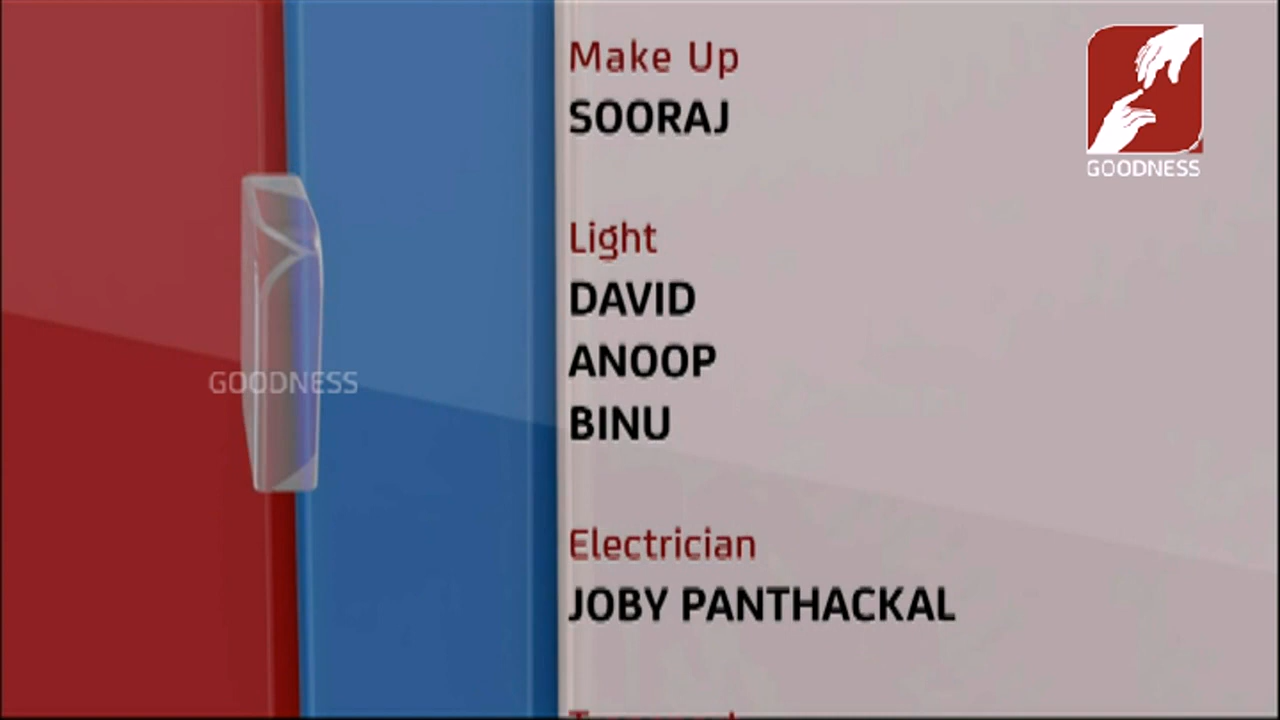 Make Up
SOORAJ
GOODNESS
Light
DAVID
ANOOP
GOODNESS
BINU
Electrician
JOBY PANTHACKAL